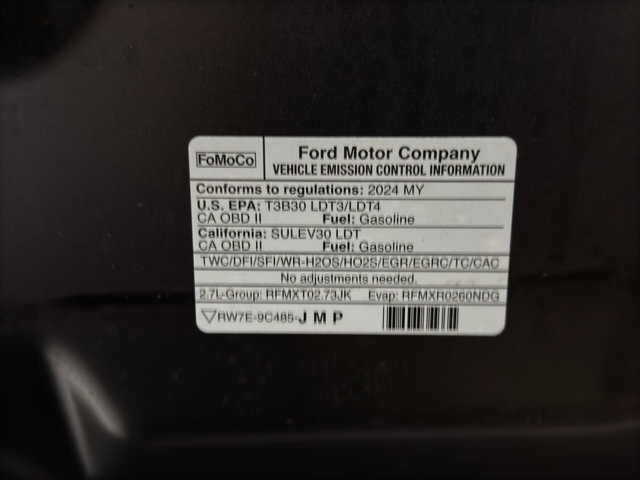 FoMoCo
Ford Motor Company
VEHICLE EMISSION CONTROL INFORMATION
Conforms to regulations: 2024 MY
U.S. EPA: T3B30 LDT3/LDT4
CA OBD II Fuel: Gasoline
California: SULEV30 LDT
CA OBD II Fuel: Gasoline
TWC/DFI/SFI/WR-H2OS/HO2S/EGR/EGRC/TC/CAC
No adjustments needed.
2.7L-Group: RFMXT02.73JK Evap: RFMXR0260NDG
RW7E-9C485-JMP